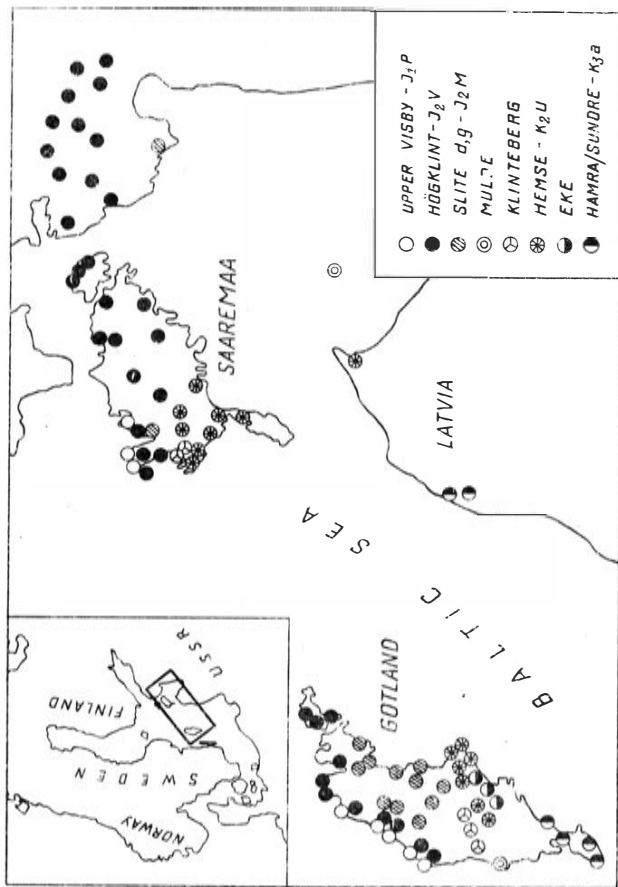 NORWAY
SWEDEN
FINLAND
USSR
GOTLAND
BALTIC SEA
SAAREMAA
LATVIA
UPPER VISBY - J₁P
HÖGKLINT - J₂V
SLITE d,g - J₂M
KLINTEBERG
HEMSE - K₂U
EKE
HAMRA/SUNDRE - K₃a